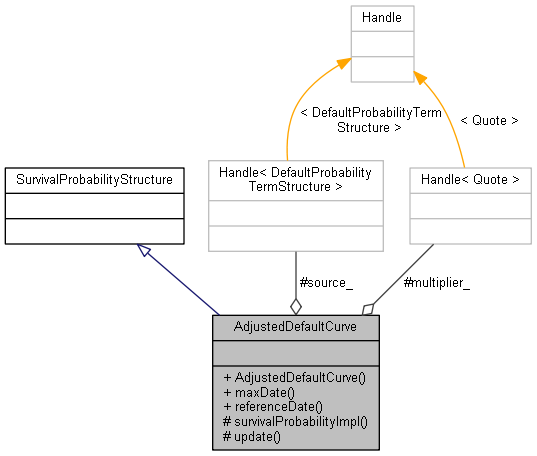 Handle
< DefaultProbabilityTerm
Structure >
< Quote >
SurvivalProbabilityStructure
Handle< DefaultProbability
TermStructure >
Handle< Quote >
#source_
#multiplier_
AdjustedDefaultCurve
+ AdjustedDefaultCurve()
+ maxDate()
+ referenceDate()
# survivalProbabilityImpl()
# update()